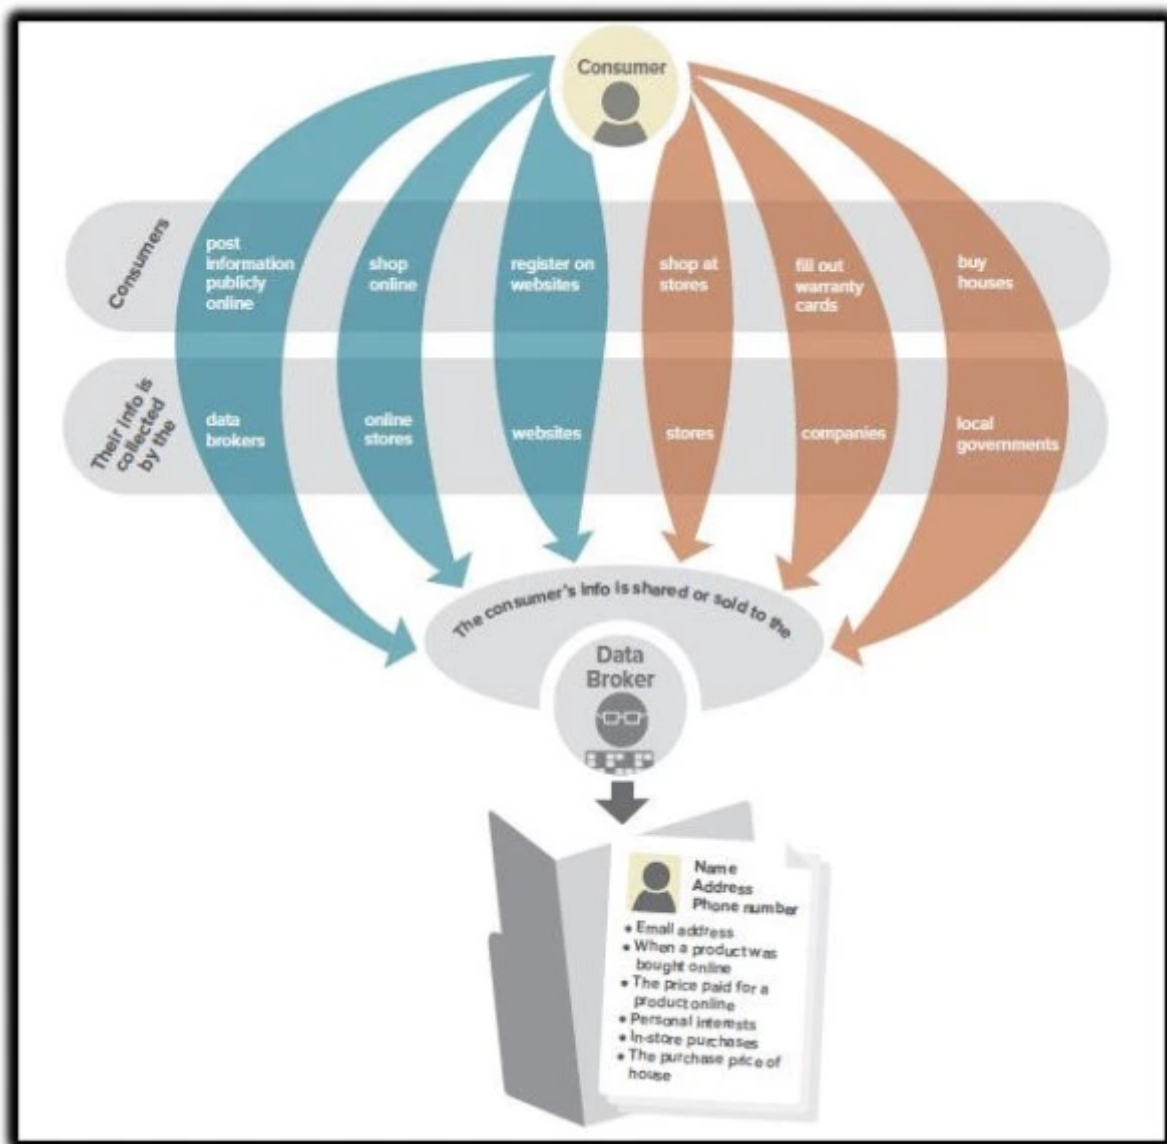 Consumer
Consumers
post
information
publicly
online
shop
online
register on
websites
shop at
stores
fill out
warranty
cards
buy
houses
Their info is
collected
by the
data
brokers
online
stores
websites
stores
companies
local
governments
The consumer's info is shared or sold to the
Data
Broker
Name
Address
Phone number
• Email address
• When a product was
bought online
• The price paid for a
product online
• Personal interests
• In-store purchases
• The purchase price of
house